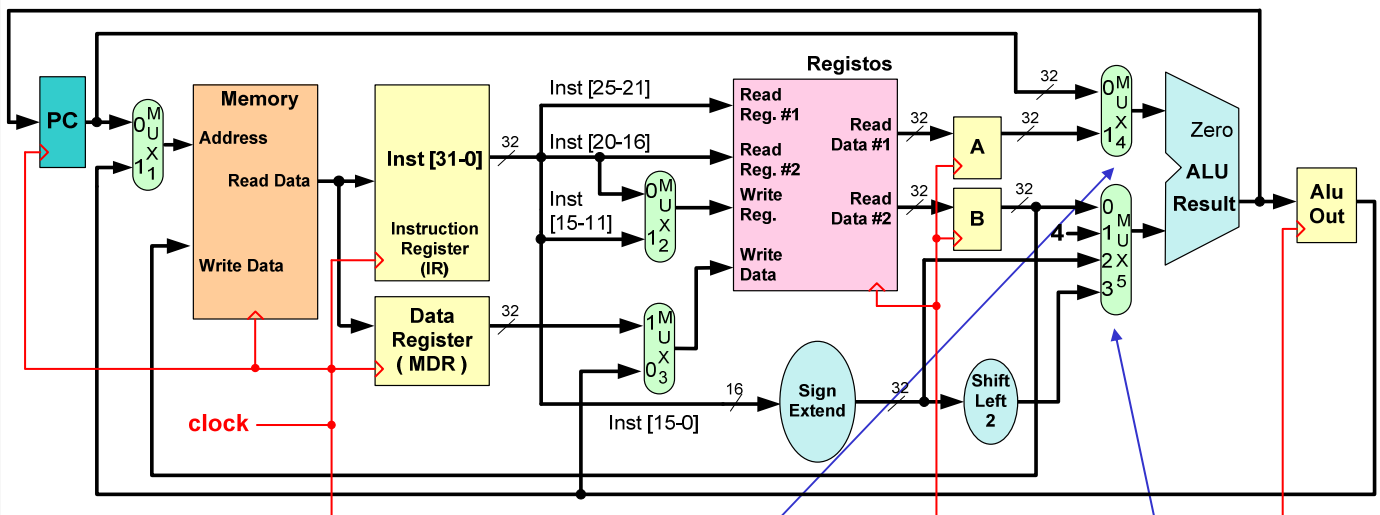 PC
0
1
M
U
X
1
Memory
Address
Read Data
Write Data
Inst [31-0]
Instruction
Register
(IR)
32
Data
Register
( MDR )
32
clock
Inst [25-21]
Inst [20-16]
Inst
[15-11]
0
1
M
U
X
2
1
0
M
U
X
3
Inst [15-0]
16
Registos
Read
Reg. #1
Read
Reg. #2
Write
Reg.
Write
Data
Read
Data #1
Read
Data #2
32
32
A
B
32
32
Sign
Extend
32
Shift
Left
2
32
0
1
M
U
X
4
4
0
1
2
3
M
U
X
5
Zero
ALU
Result
Alu
Out